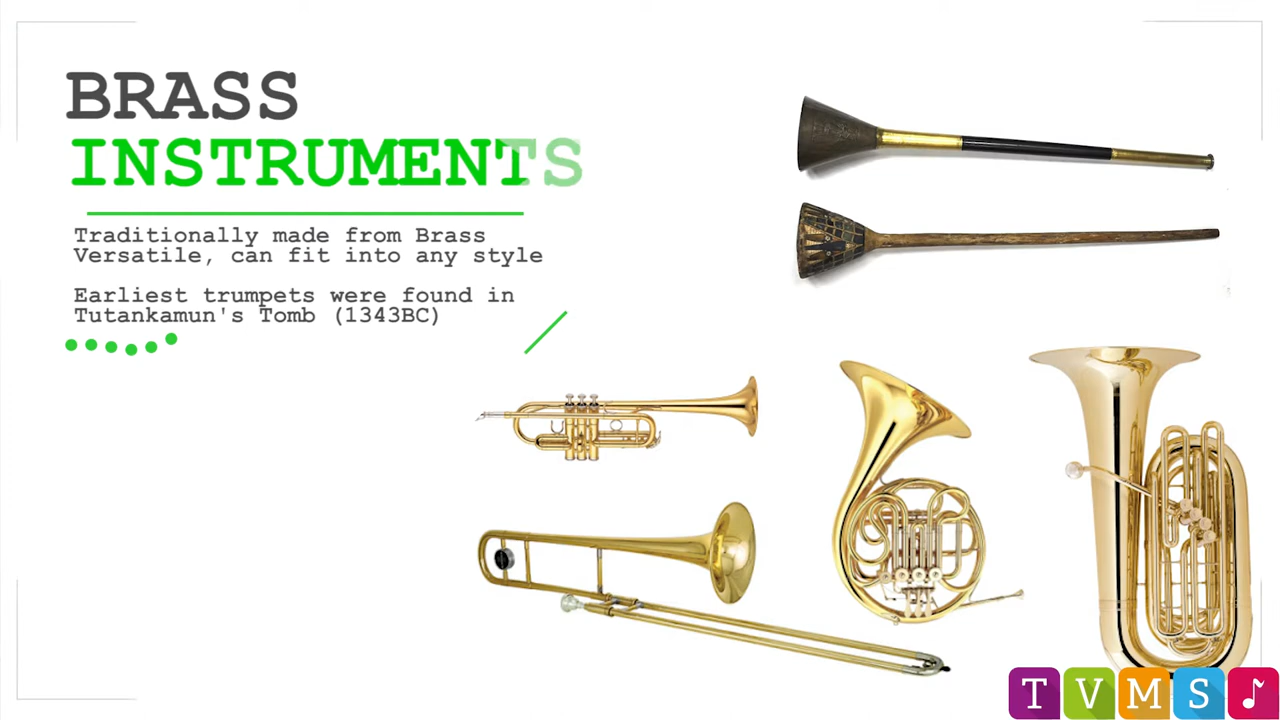 BRASS
INSTRUMENTS
Traditionally made from Brass
Versatile, can fit into any style
Earliest trumpets were found in
Tutankamun's Tomb (1343BC)
TVMS